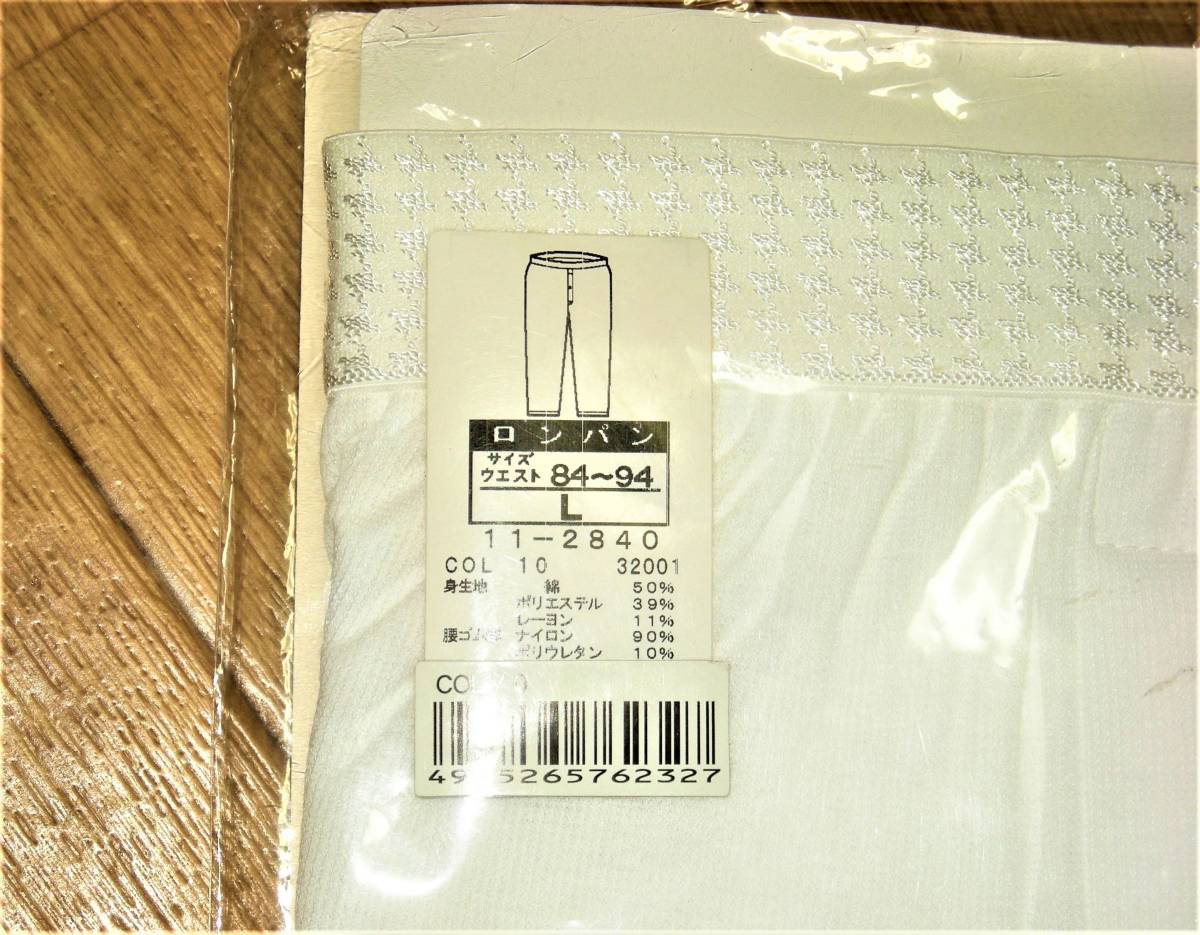 ロンパン
サイズ
ウエスト 84〜94
L
11-2840
COL 10 32001
身生地 綿 50%
ポリエステル 39%
レーヨン 11%
ナイロン 90%
ポリウレタン 10%